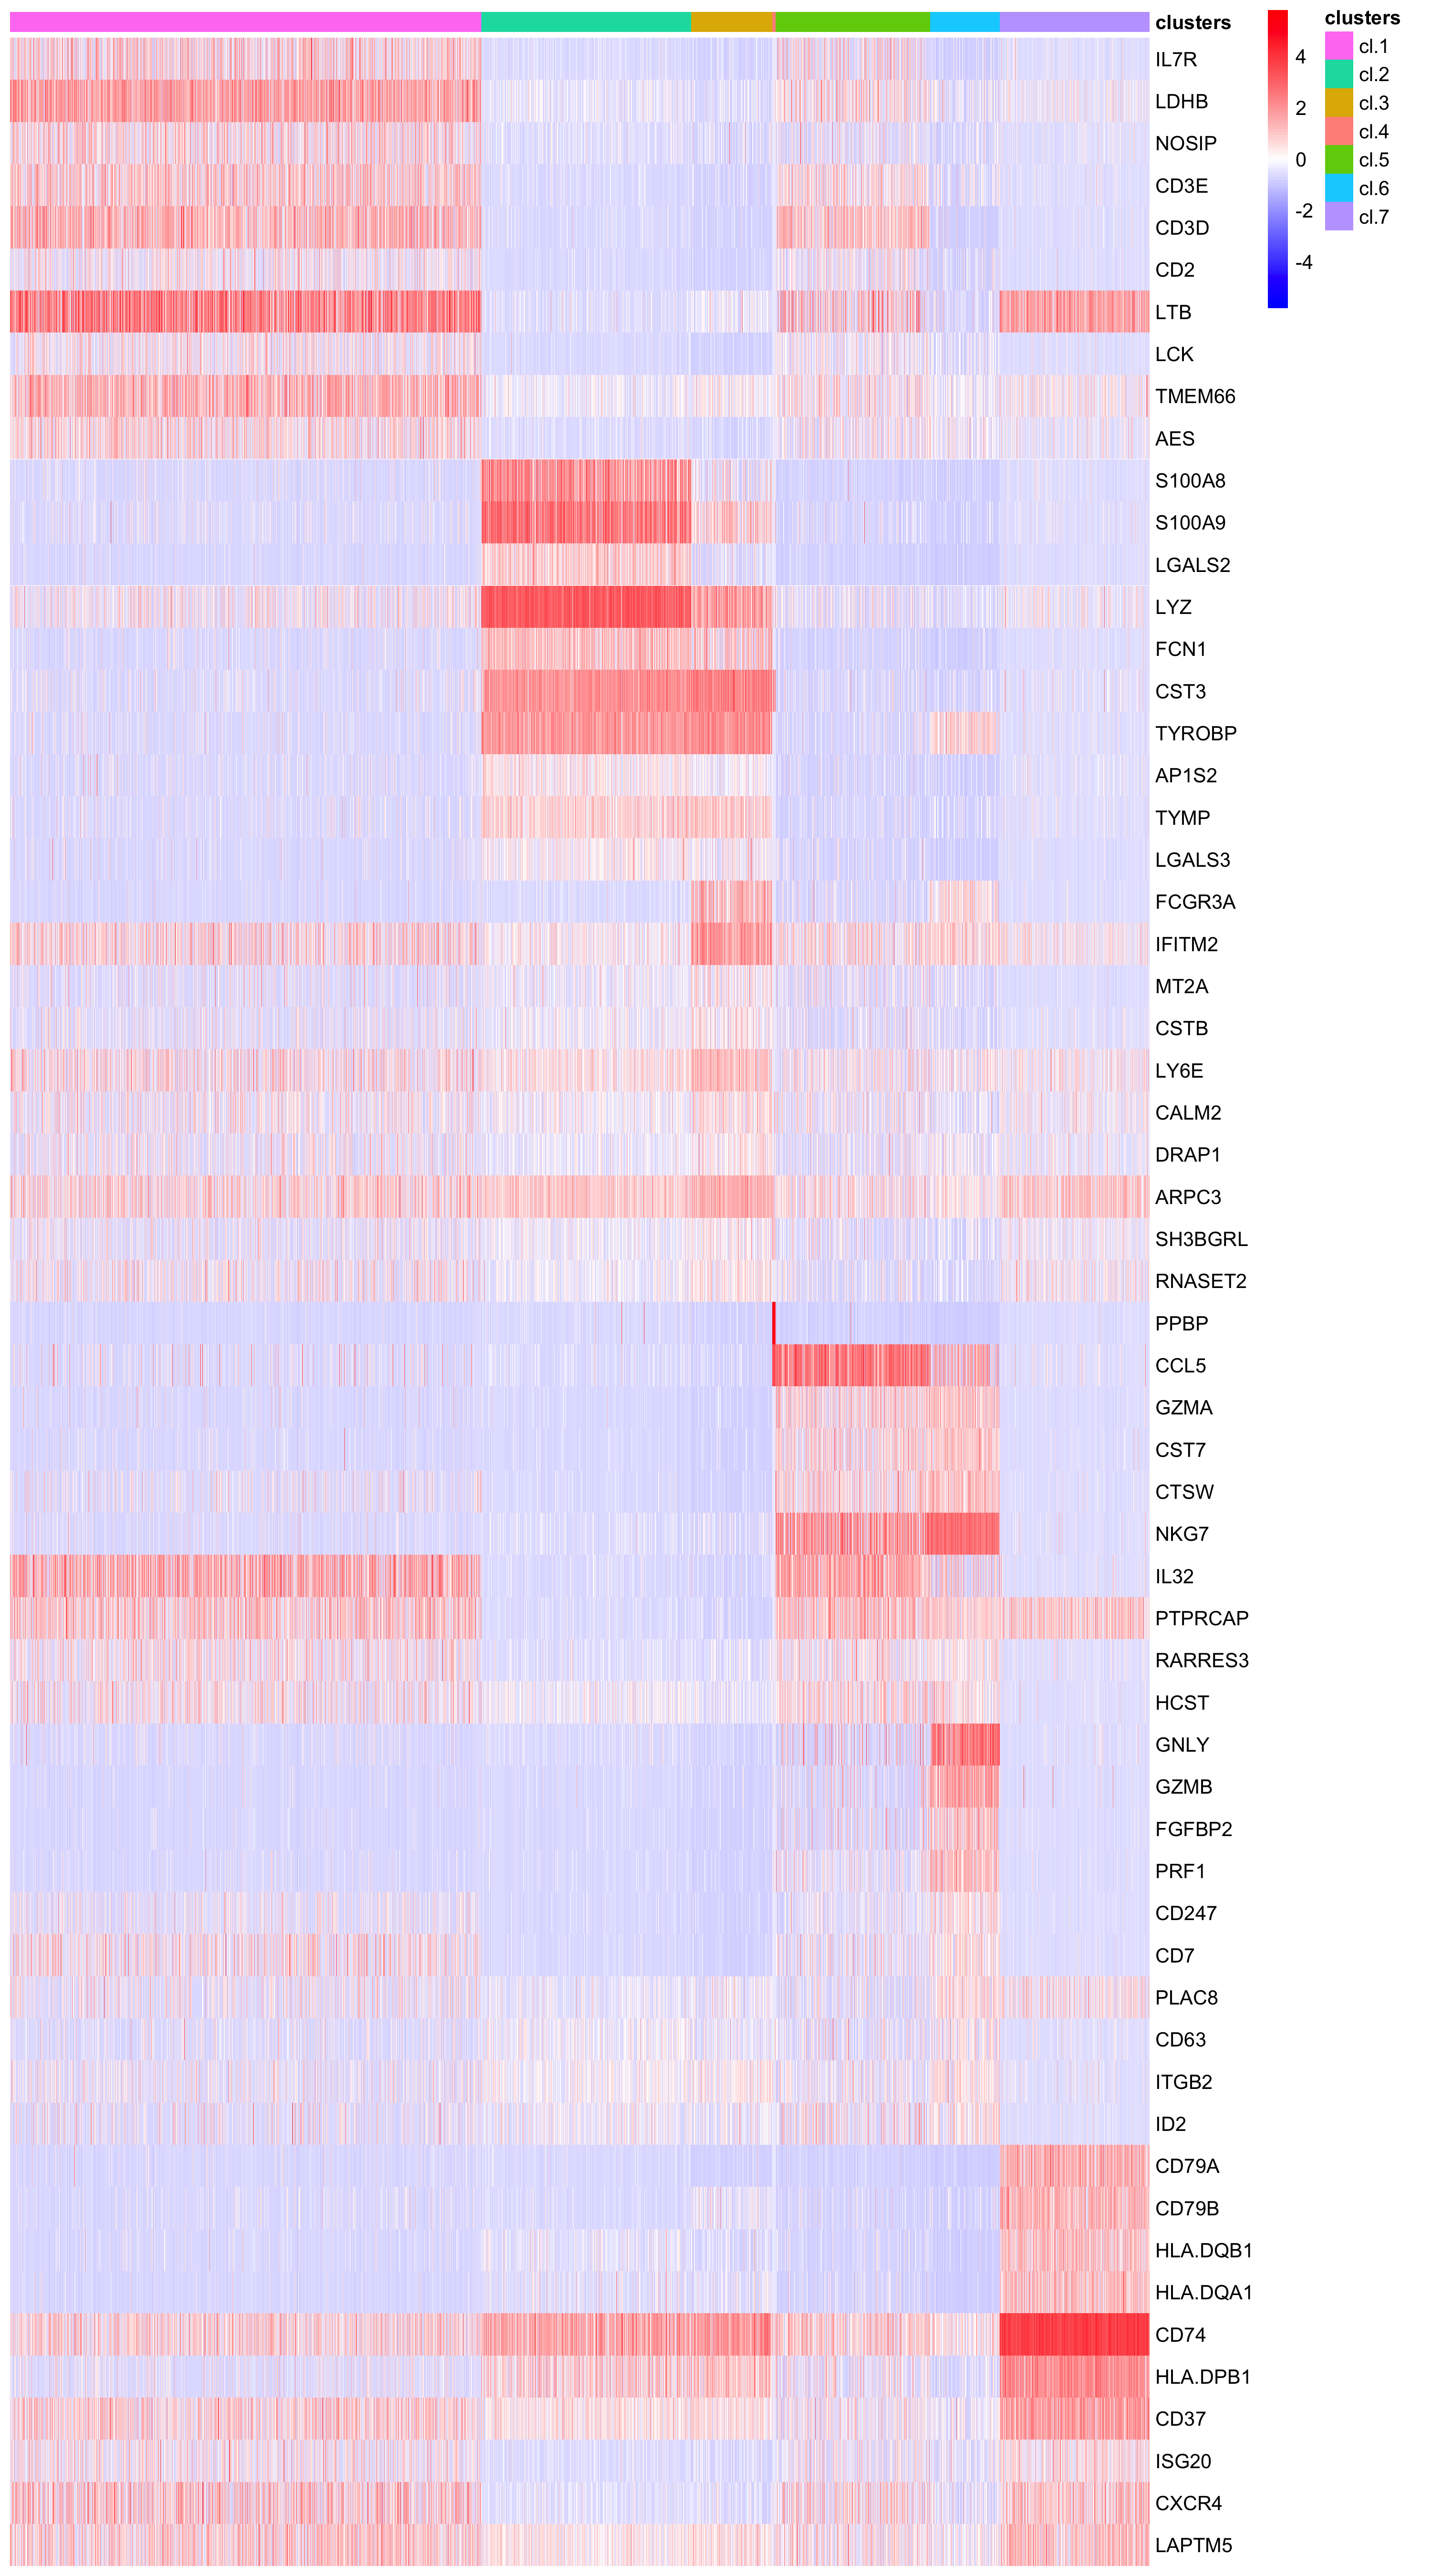 clusters
IL7R
LDHB
NOSIP
CD3E
CD3D
CD2
LTB
LCK
TMEM66
AES
S100A8
S100A9
LGALS2
LYZ
FCN1
CST3
TYROBP
AP1S2
TYMP
LGALS3
FCGR3A
IFITM2
MT2A
CSTB
LY6E
CALM2
DRAP1
ARPC3
SH3BGRL
RNASET2
PPBP
CCL5
GZMA
CST7
CTSW
NKG7
IL32
PTPRCAP
RARRES3
HCST
GNLY
GZMB
FGFBP2
PRF1
CD247
CD7
PLAC8
CD63
ITGB2
ID2
CD79A
CD79B
HLA.DQB1
HLA.DQA1
CD74
HLA.DPB1
CD37
ISG20
CXCR4
LAPTM5
4
2
0
-2
-4
clusters
cl.1
cl.2
cl.3
cl.4
cl.5
cl.6
cl.7